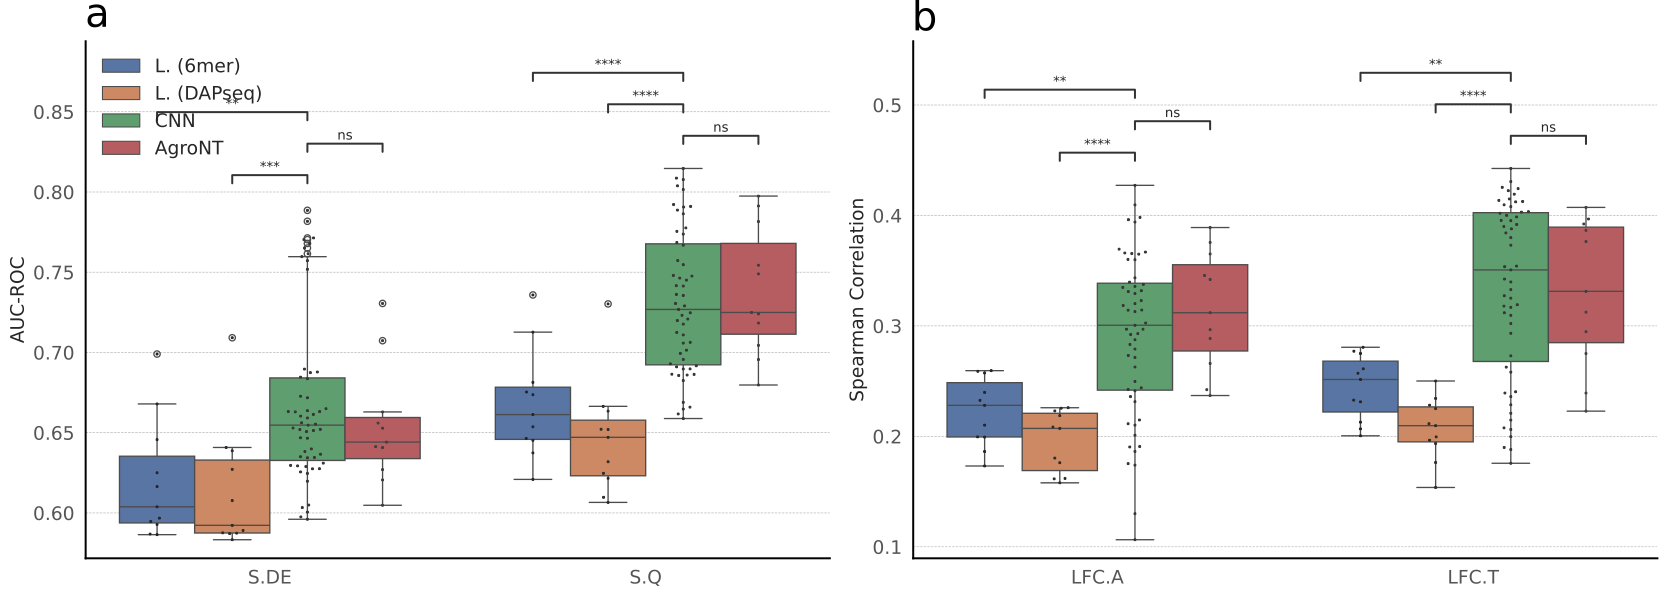 a
AUC-ROC
0.85
0.80
0.75
0.70
0.65
0.60
L. (6mer)
L. (DAPseq)
CNN
AgroNT
**
***
ns
****
****
ns
S.DE
S.Q
b
Spearman Correlation
0.5
0.4
0.3
0.2
0.1
**
****
ns
**
****
ns
LFC.A
LFC.T